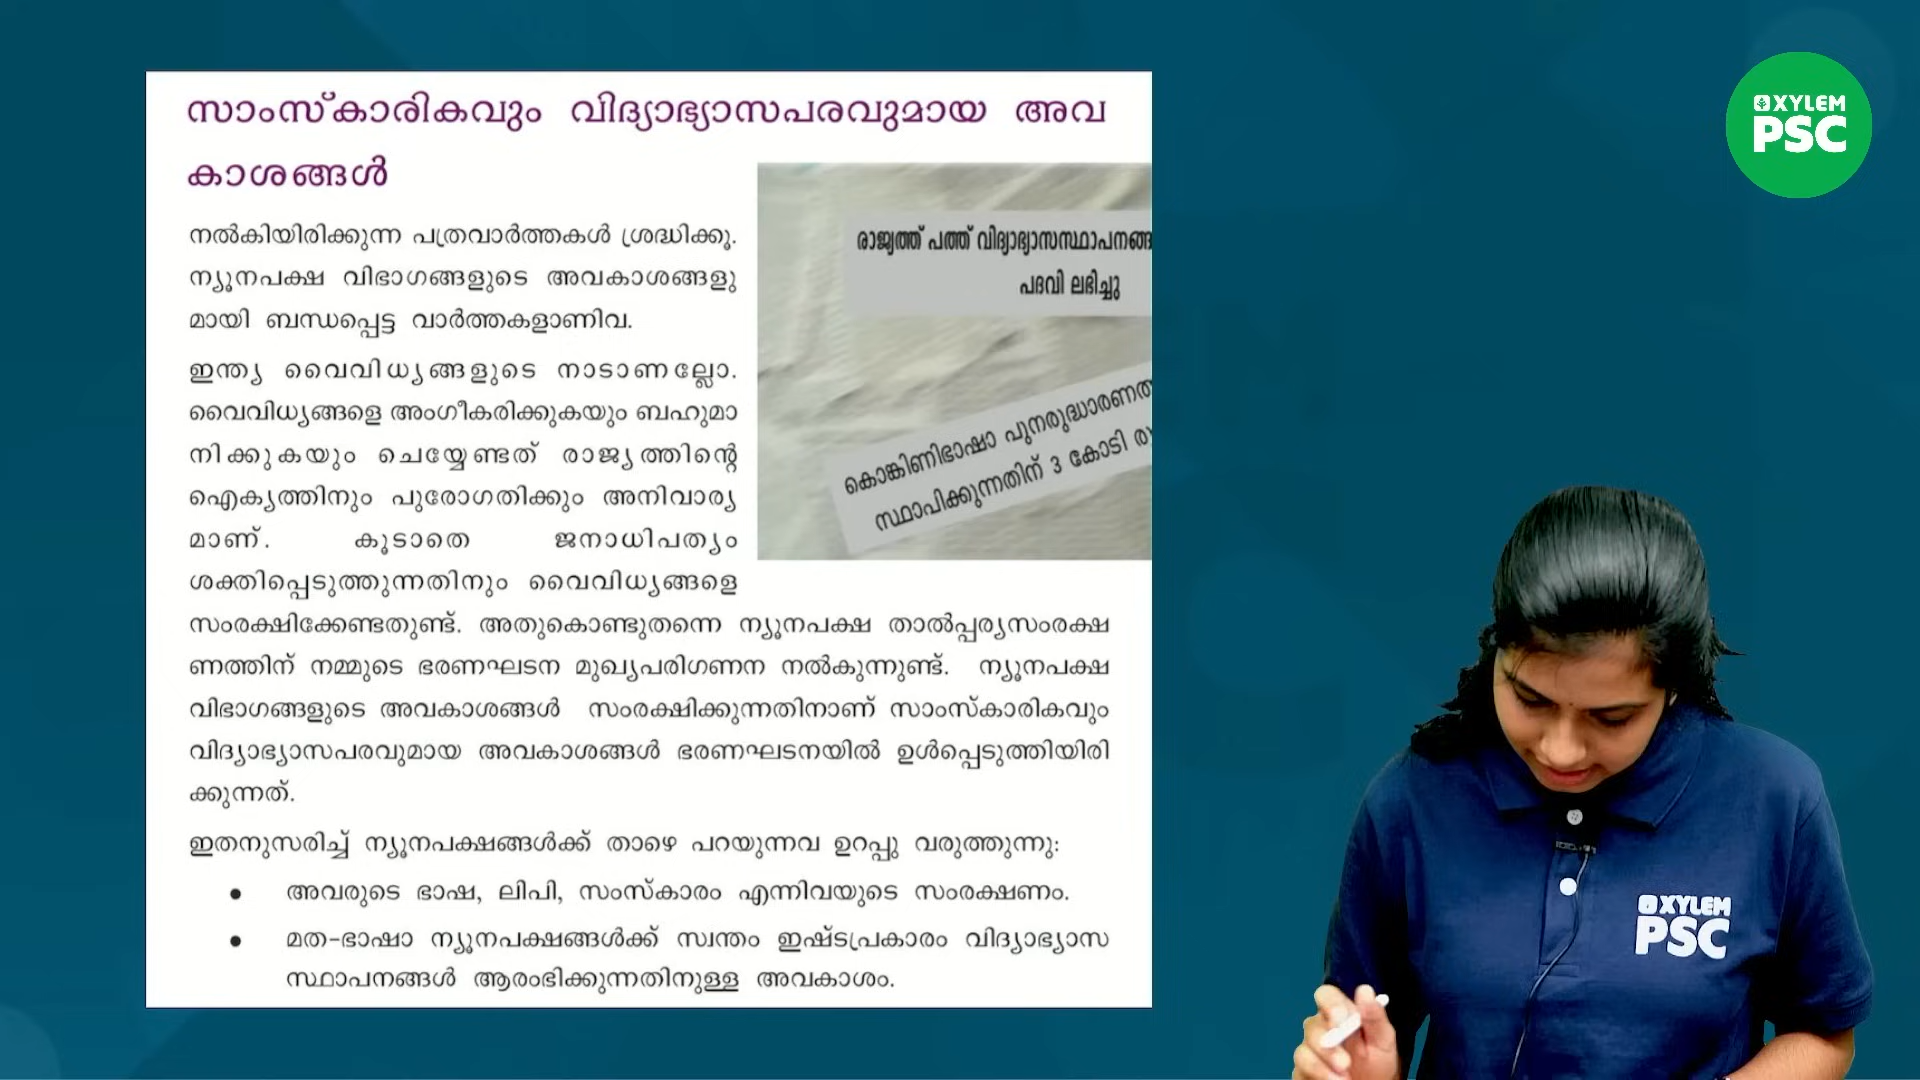 സാംസ്കാരികവും വിദ്യാഭ്യാസപരവുമായ അവ
കാശങ്ങൾ
നൽകിയിരിക്കുന്ന പത്രവാർത്തകൾ ശ്രദ്ധിക്കൂ.
ന്യൂനപക്ഷ വിഭാഗങ്ങളുടെ അവകാശങ്ങളു
മായി ബന്ധപ്പെട്ട വാർത്തകളാണിവ.
ഇന്ത്യ വൈവിധ്യങ്ങളുടെ നാടാണല്ലോ.
വൈവിധ്യങ്ങളെ അംഗീകരിക്കുകയും ബഹുമാ
നിക്കുകയും ചെയ്യേണ്ടത് രാജ്യത്തിന്റെ
ഐക്യത്തിനും പുരോഗതിക്കും അനിവാര്യ
മാണ്. കൂടാതെ ജനാധിപത്യം
ശക്തിപ്പെടുത്തുന്നതിനും വൈവിധ്യങ്ങളെ
സംരക്ഷിക്കേണ്ടതുണ്ട്. അതുകൊണ്ടുതന്നെ ന്യൂനപക്ഷ താൽപ്പര്യസംരക്ഷ
ണത്തിന് നമ്മുടെ ഭരണഘടന മുഖ്യപരിഗണന നൽകുന്നുണ്ട്. ന്യൂനപക്ഷ
വിഭാഗങ്ങളുടെ അവകാശങ്ങൾ സംരക്ഷിക്കുന്നതിനാണ് സാംസ്കാരികവും
വിദ്യാഭ്യാസപരവുമായ അവകാശങ്ങൾ ഭരണഘടനയിൽ ഉൾപ്പെടുത്തിയിരി
ക്കുന്നത്.
ഇതനുസരിച്ച് ന്യൂനപക്ഷങ്ങൾക്ക് താഴെ പറയുന്നവ ഉറപ്പു വരുത്തുന്നു:
• അവരുടെ ഭാഷ, ലിപി, സംസ്കാരം എന്നിവയുടെ സംരക്ഷണം.
• മത-ഭാഷാ ന്യൂനപക്ഷങ്ങൾക്ക് സ്വന്തം ഇഷ്ടപ്രകാരം വിദ്യാഭ്യാസ
സ്ഥാപനങ്ങൾ ആരംഭിക്കുന്നതിനുള്ള അവകാശം.
രാജ്യത്ത് പത്ത്
പദവി ലഭിച്ചു
കൊങ്കിണിഭാഷാ
സ്ഥാപിക്കുന്നതിന് 3 കോടി
XYLEM
PSC
XYLEM
PSC